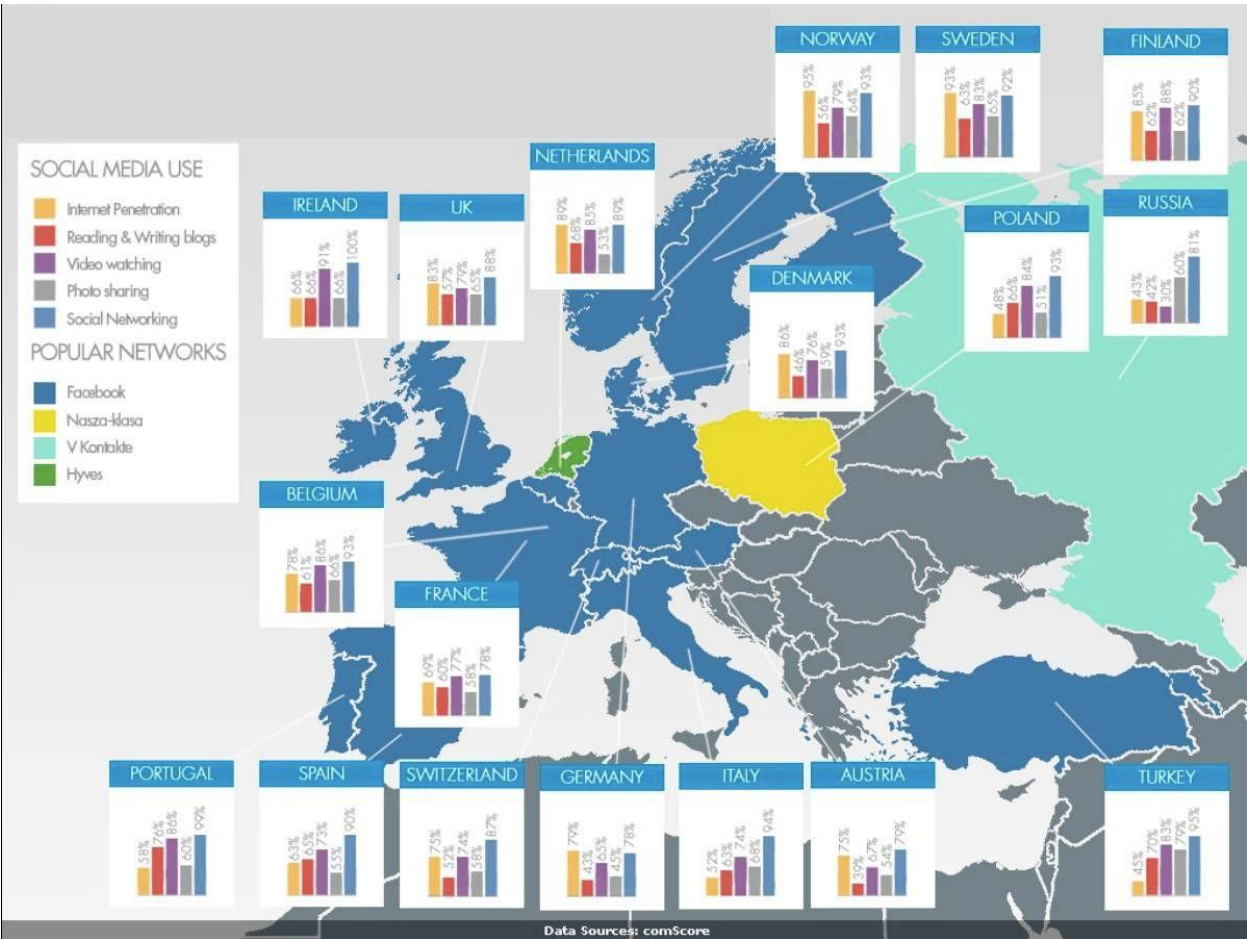 SOCIAL MEDIA USE
Internet Penetration
Reading & Writing blogs
Video watching
Photo sharing
Social Networking
POPULAR NETWORKS
Facebook
Nasza-klasa
V Kontakte
Hyves
NORWAY
95% 56% 79% 64% 93%
SWEDEN
93% 63% 83% 65% 92%
FINLAND
85% 62% 88% 62% 90%
NETHERLANDS
89% 68% 85% 53% 89%
IRELAND
66% 66% 91% 66% 100%
UK
83% 57% 79% 65% 88%
POLAND
48% 66% 84% 51% 93%
RUSSIA
43% 42% 30% 60% 81%
DENMARK
86% 46% 76% 59% 93%
BELGIUM
78% 61% 86% 66% 93%
FRANCE
69% 60% 77% 58% 78%
PORTUGAL
58% 76% 86% 60% 99%
SPAIN
63% 65% 73% 55% 90%
SWITZERLAND
75% 52% 74% 58% 87%
GERMANY
79% 43% 65% 45% 78%
ITALY
52% 63% 74% 68% 94%
AUSTRIA
75% 39% 67% 54% 79%
TURKEY
45% 70% 83% 79% 95%
Data Sources: comScore